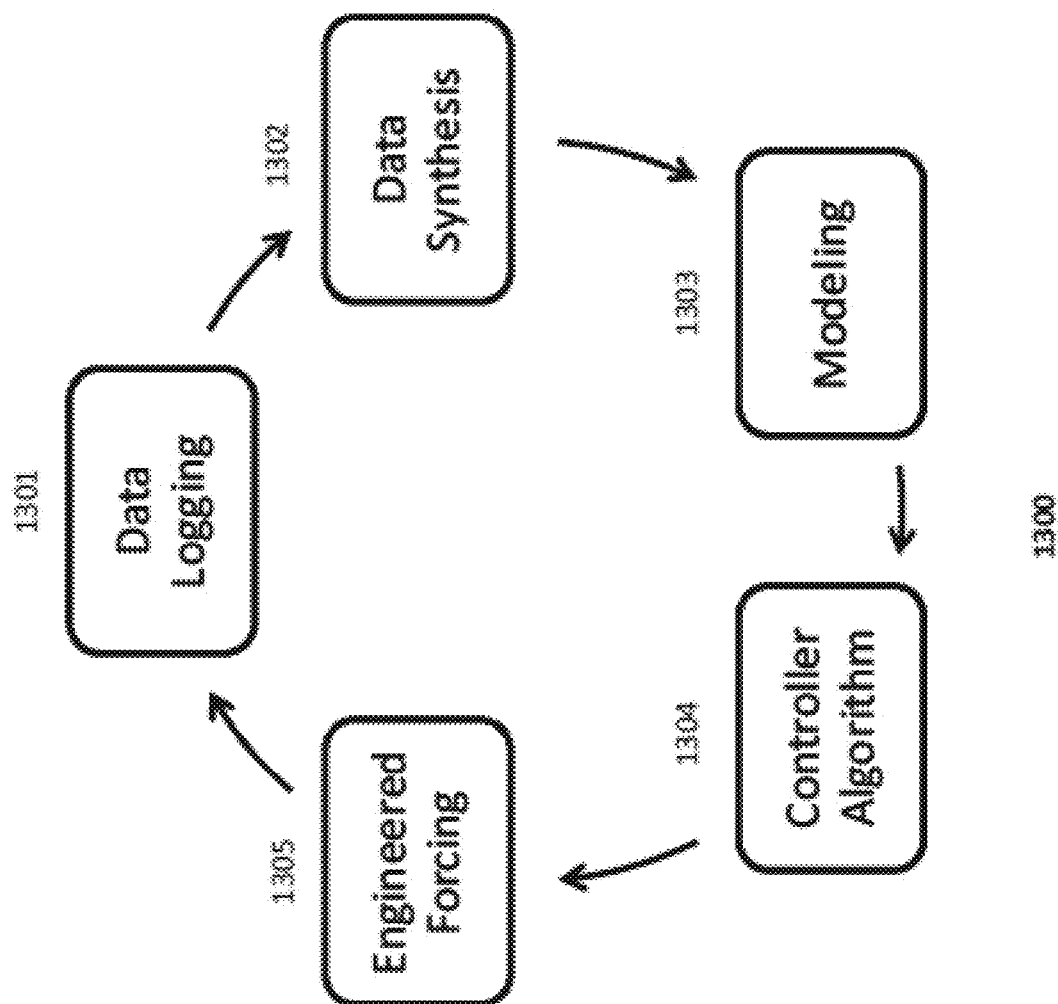 1301
Data
Logging
1302
Data
Synthesis
1303
Modeling
1304
Controller
Algorithm
1305
Engineered
Forcing
1300